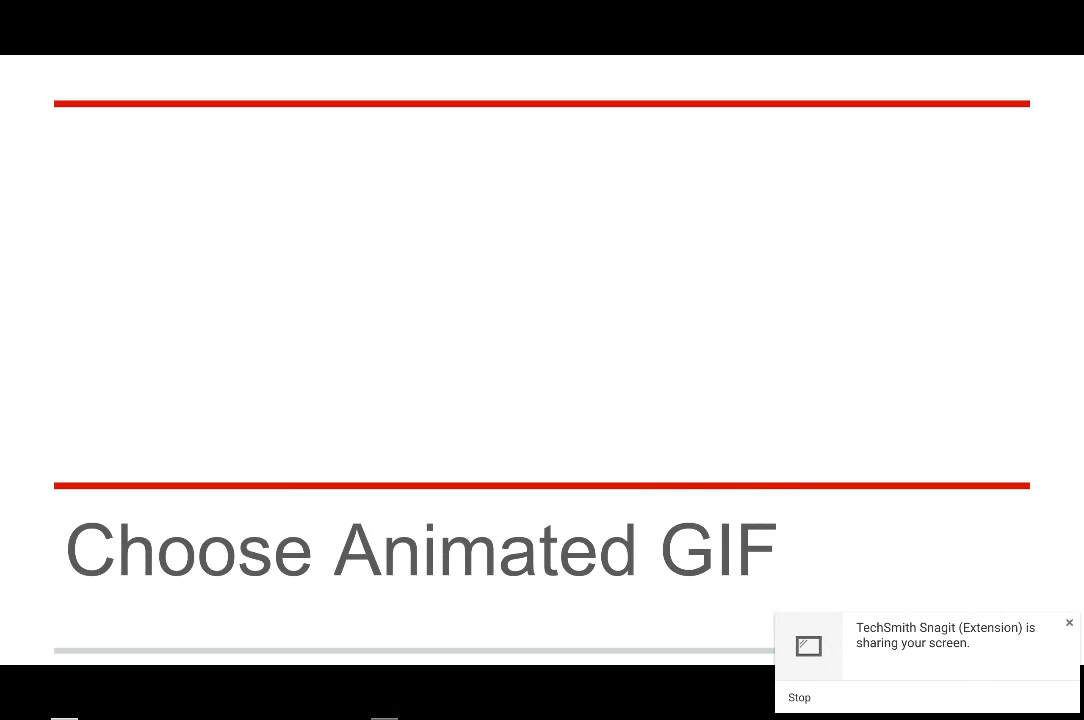 Choose Animated GIF
TechSmith Snagit (Extension) is
sharing your screen.
Stop